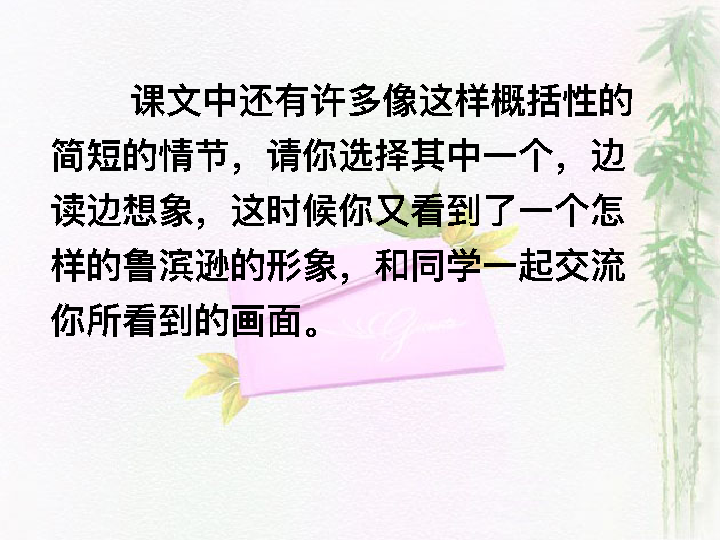 课文中还有许多像这样概括性的
简短的情节，请你选择其中一个，边
读边想象，这时候你又看到了一个怎
样的鲁滨逊的形象，和同学一起交流
你所看到的画面。